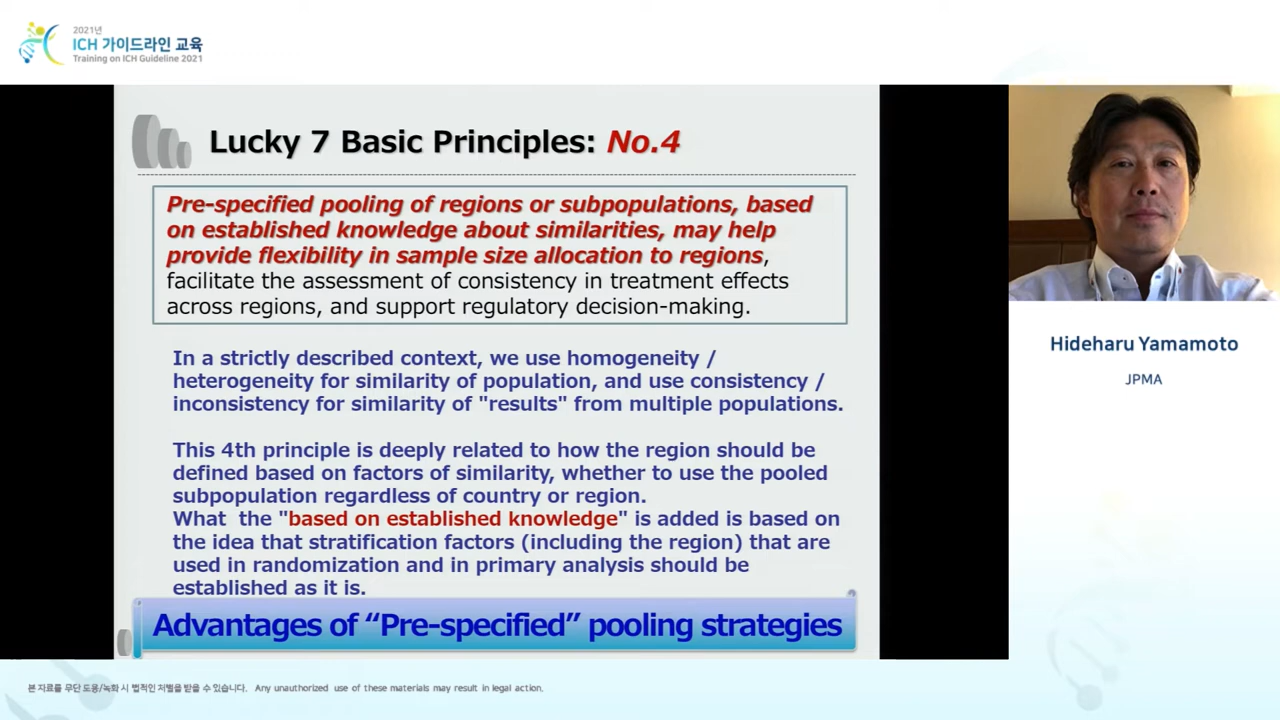 2021년
ICH 가이드라인 교육
Training on ICH Guideline 2021
Lucky 7 Basic Principles: No.4
Pre-specified pooling of regions or subpopulations, based
on established knowledge about similarities, may help
provide flexibility in sample size allocation to regions,
facilitate the assessment of consistency in treatment effects
across regions, and support regulatory decision-making.
In a strictly described context, we use homogeneity /
heterogeneity for similarity of population, and use consistency /
inconsistency for similarity of "results" from multiple populations.
This 4th principle is deeply related to how the region should be
defined based on factors of similarity, whether to use the pooled
subpopulation regardless of country or region.
What the "based on established knowledge" is added is based on
the idea that stratification factors (including the region) that are
used in randomization and in primary analysis should be
established as it is.
Advantages of “Pre-specified” pooling strategies
Hideharu Yamamoto
JPMA
본 자료를 무단 도용/녹화 시 법적인 처벌을 받을 수 있습니다. Any unauthorized use of these materials may result in legal action.